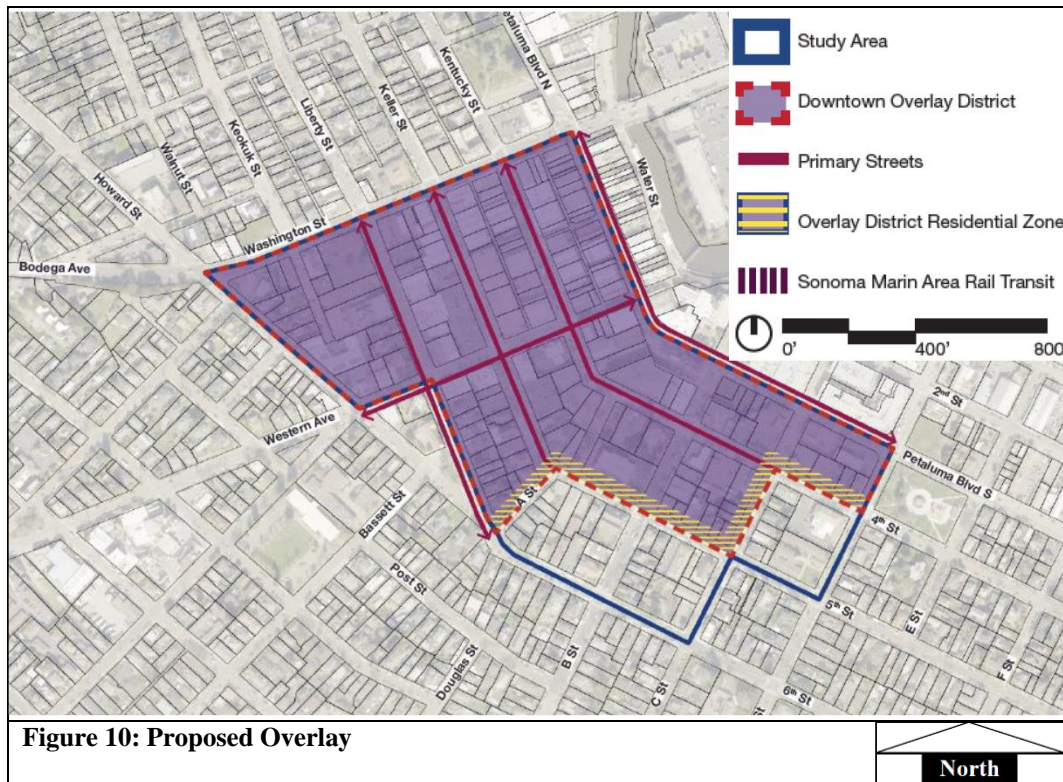 Petaluma Blvd N
Kentucky St
Keller St
Liberty St
Keokuk St
Walnut St
Howard St
Washington St
Water St
Bodega Ave
Western Ave
Bassett St
Post St
Douglas St
A St
B St
C St
6th St
5th St
E St
F St
4th St
Petaluma Blvd S
2nd St
Study Area
Downtown Overlay District
Primary Streets
Overlay District Residential Zone
Sonoma Marin Area Rail Transit
0' 400' 800
Figure 10: Proposed Overlay
North